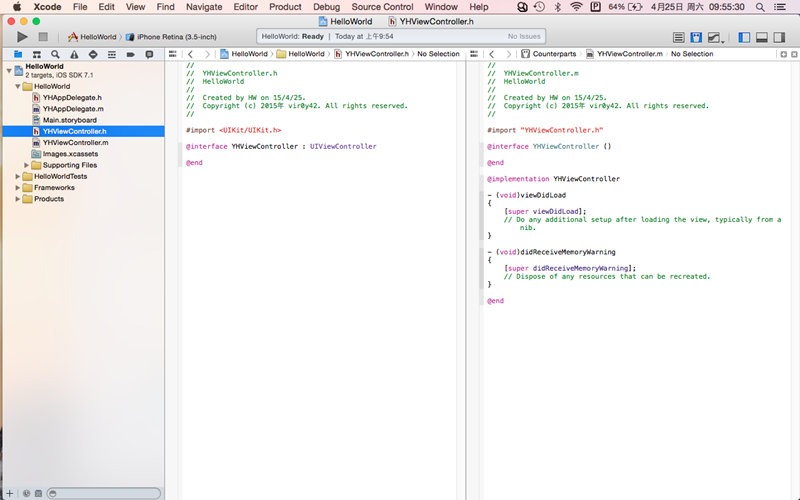 Xcode File Edit View Find Navigate Editor Product Debug Source Control Window Help 64% 4月25日 周六 09:55:30
HelloWorld YHViewController.h
HelloWorld iPhone Retina (3.5-inch) HelloWorld: Ready | Today at 上午9:54 No Issues
HelloWorld HelloWorld YHViewController.h No Selection
Counterparts YHViewController.m No Selection
HelloWorld
2 targets, iOS SDK 7.1
HelloWorld
YHAppDelegate.h
YHAppDelegate.m
Main.storyboard
YHViewController.h
YHViewController.m
Images.xcassets
Supporting Files
HelloWorldTests
Frameworks
Products
//
//  YHViewController.h
//  HelloWorld
//
//  Created by HW on 15/4/25.
//  Copyright (c) 2015年 vir0y42. All rights reserved.
//
#import <UIKit/UIKit.h>
@interface YHViewController : UIViewController
@end
//
//  YHViewController.m
//  HelloWorld
//
//  Created by HW on 15/4/25.
//  Copyright (c) 2015年 vir0y42. All rights reserved.
//
#import "YHViewController.h"
@interface YHViewController ()
@end
@implementation YHViewController
- (void)viewDidLoad
{
[super viewDidLoad];
// Do any additional setup after loading the view, typically from a
nib.
}
- (void)didReceiveMemoryWarning
{
[super didReceiveMemoryWarning];
// Dispose of any resources that can be recreated.
}
@end